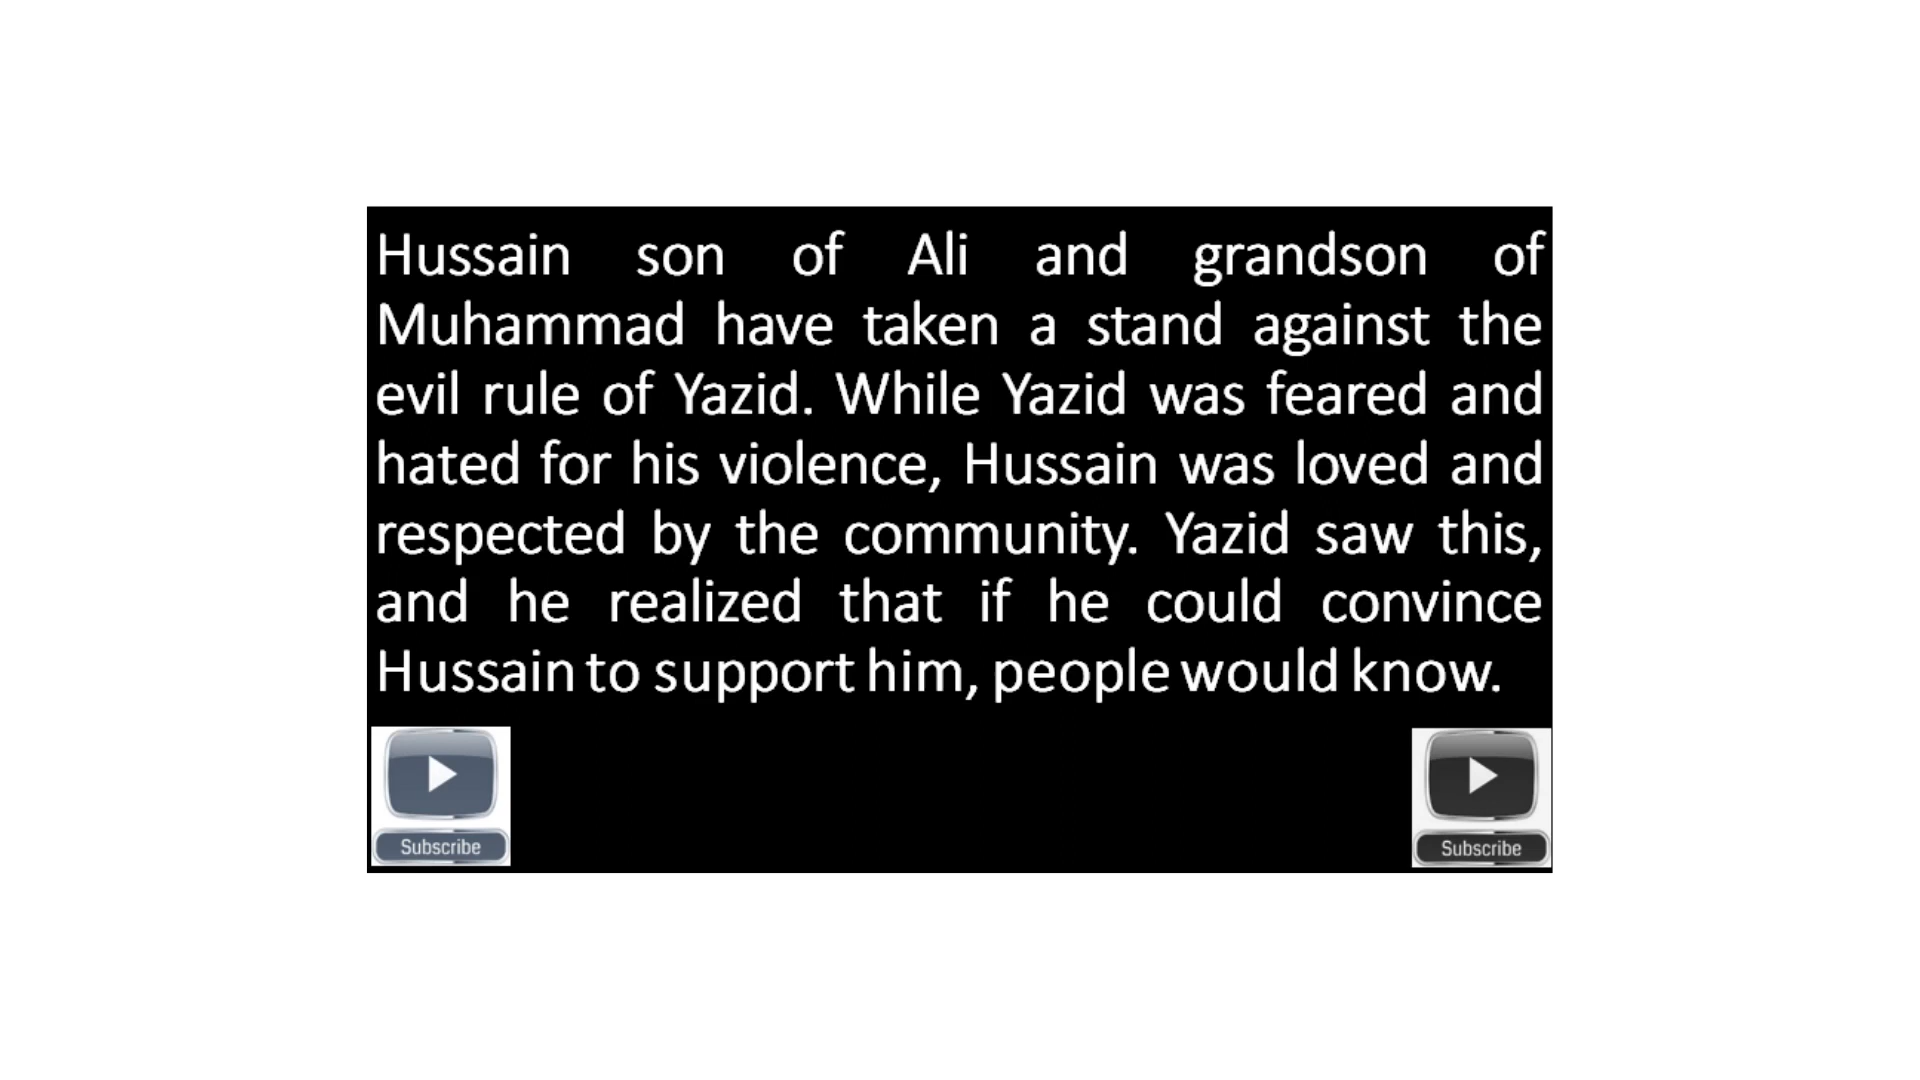 Hussain son of Ali and grandson of
Muhammad have taken a stand against the
evil rule of Yazid. While Yazid was feared and
hated for his violence, Hussain was loved and
respected by the community. Yazid saw this,
and he realized that if he could convince
Hussain to support him, people would know.
Subscribe
Subscribe